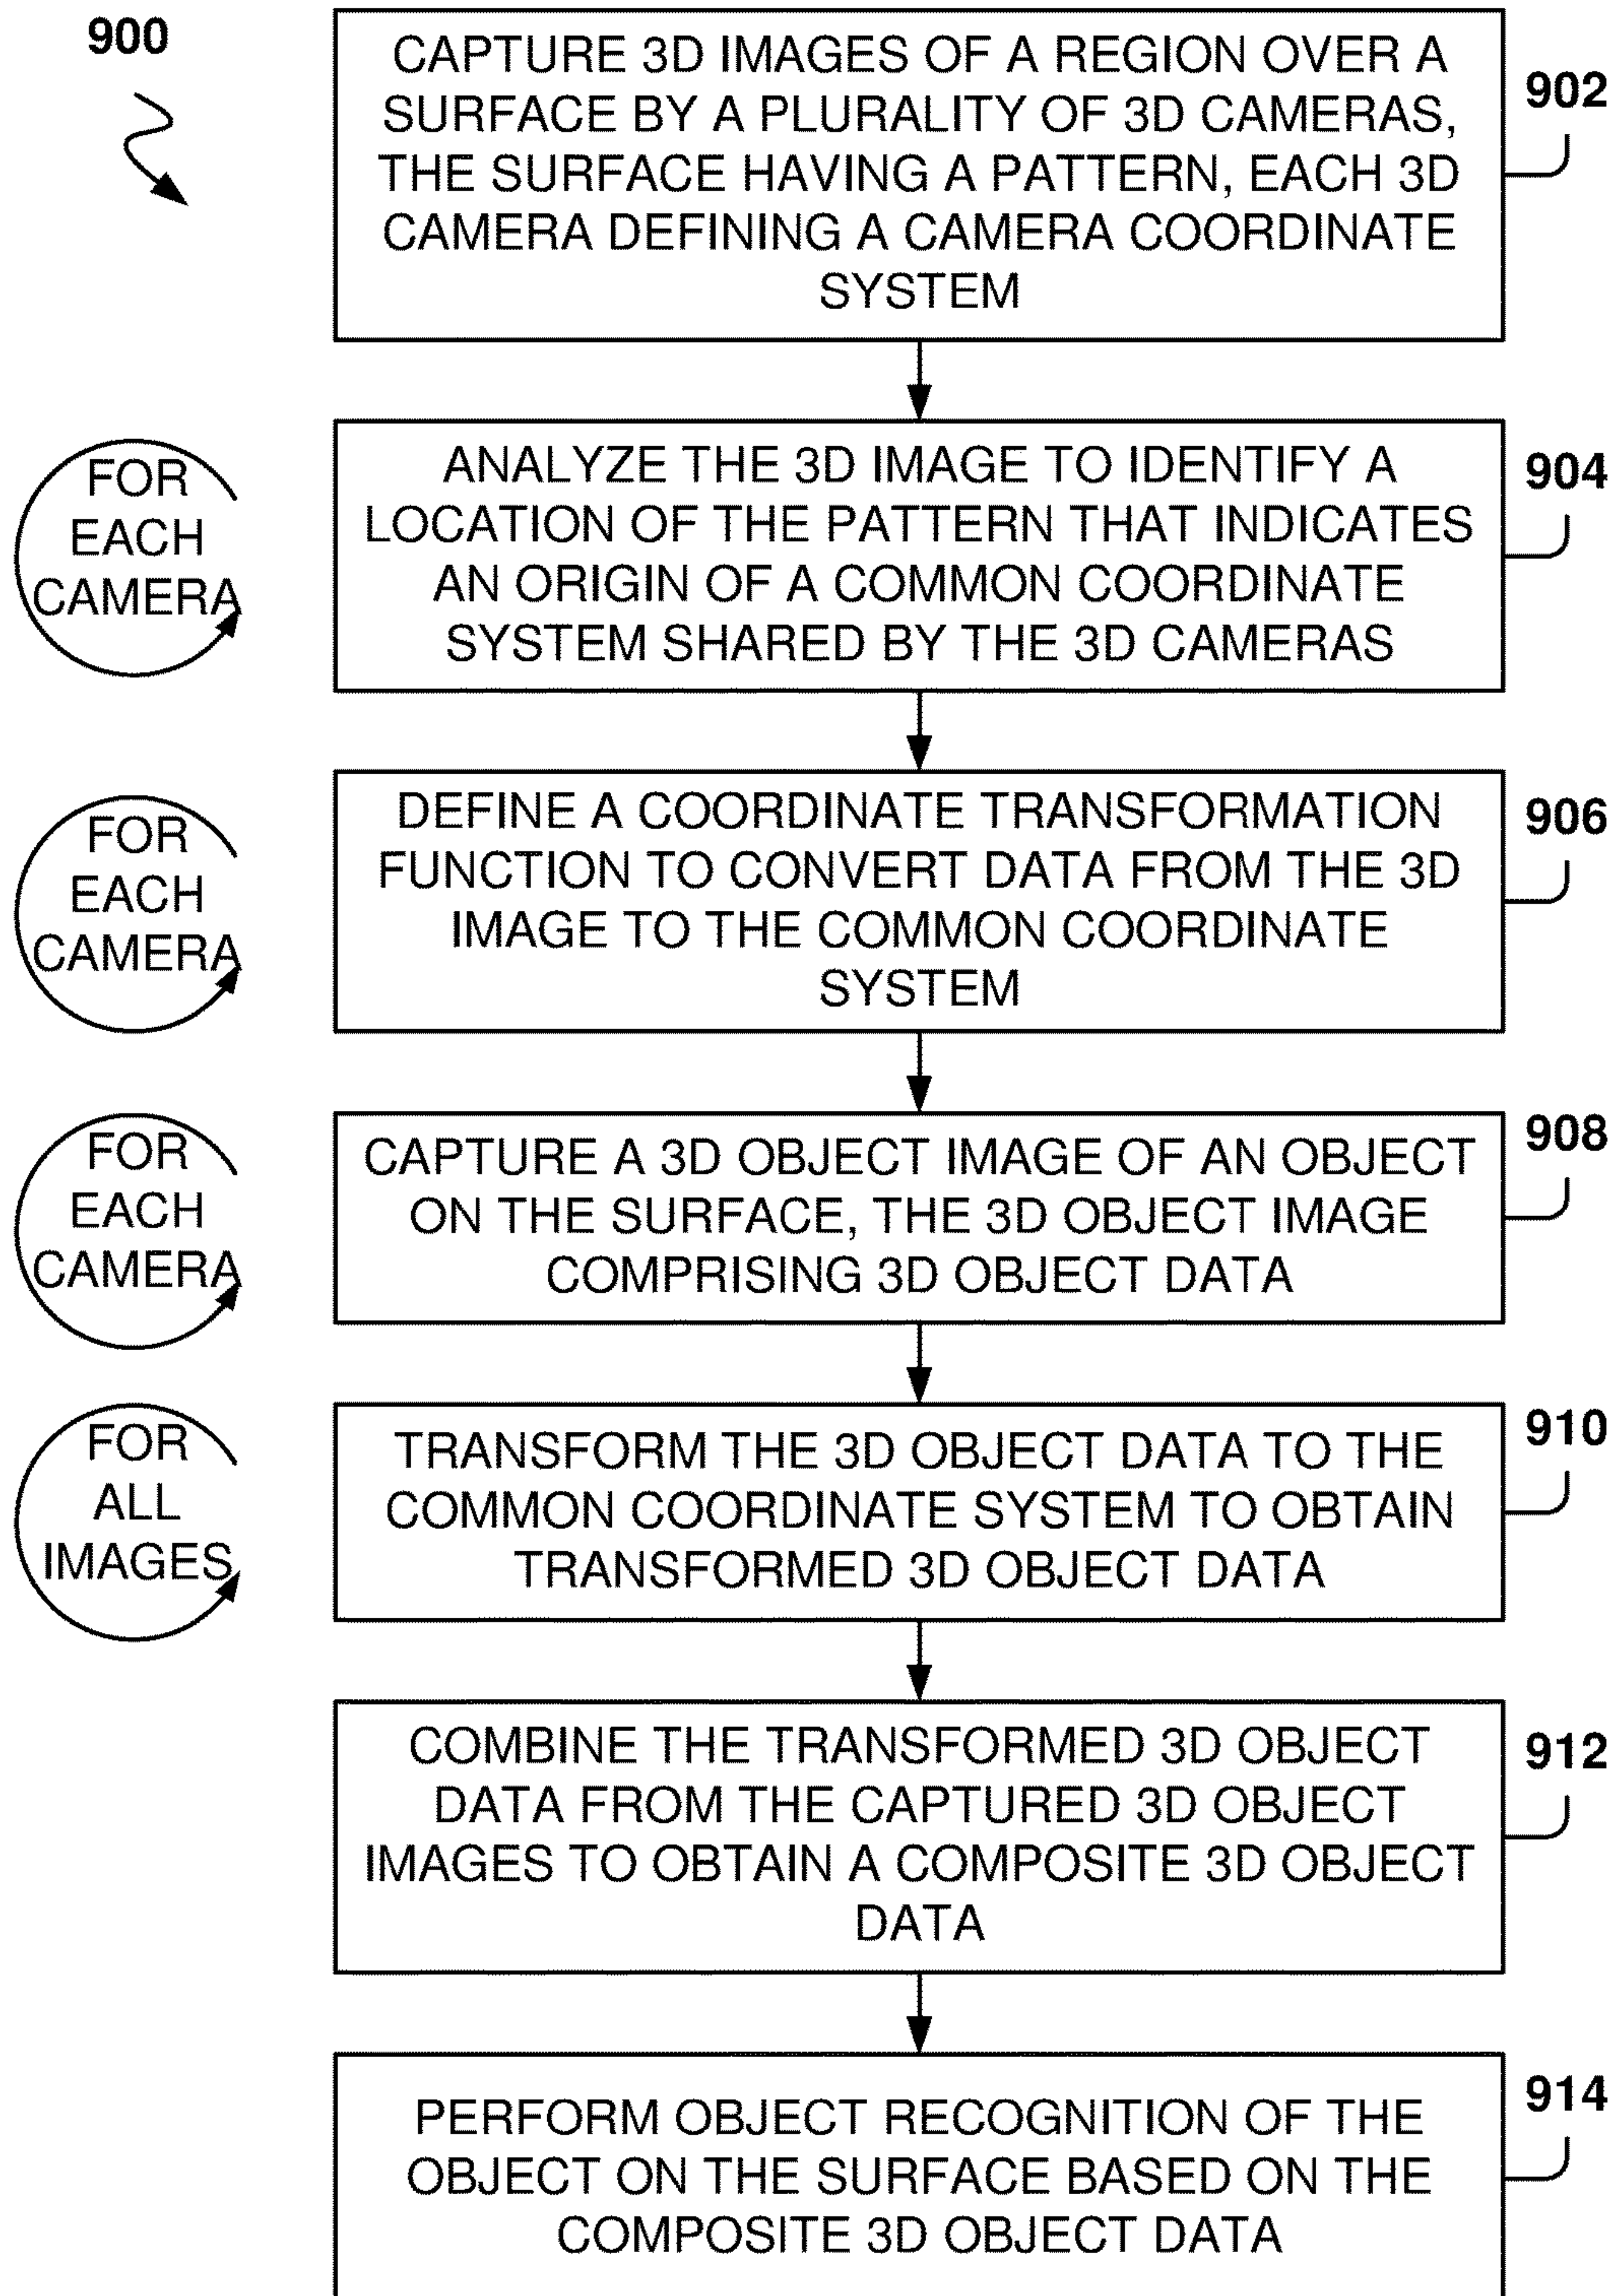 900
CAPTURE 3D IMAGES OF A REGION OVER A
SURFACE BY A PLURALITY OF 3D CAMERAS,
THE SURFACE HAVING A PATTERN, EACH 3D
CAMERA DEFINING A CAMERA COORDINATE
SYSTEM
902
FOR
EACH
CAMERA
ANALYZE THE 3D IMAGE TO IDENTIFY A
LOCATION OF THE PATTERN THAT INDICATES
AN ORIGIN OF A COMMON COORDINATE
SYSTEM SHARED BY THE 3D CAMERAS
904
FOR
EACH
CAMERA
DEFINE A COORDINATE TRANSFORMATION
FUNCTION TO CONVERT DATA FROM THE 3D
IMAGE TO THE COMMON COORDINATE
SYSTEM
906
FOR
EACH
CAMERA
CAPTURE A 3D OBJECT IMAGE OF AN OBJECT
ON THE SURFACE, THE 3D OBJECT IMAGE
COMPRISING 3D OBJECT DATA
908
FOR
ALL
IMAGES
TRANSFORM THE 3D OBJECT DATA TO THE
COMMON COORDINATE SYSTEM TO OBTAIN
TRANSFORMED 3D OBJECT DATA
910
COMBINE THE TRANSFORMED 3D OBJECT
DATA FROM THE CAPTURED 3D OBJECT
IMAGES TO OBTAIN A COMPOSITE 3D OBJECT
DATA
912
PERFORM OBJECT RECOGNITION OF THE
OBJECT ON THE SURFACE BASED ON THE
COMPOSITE 3D OBJECT DATA
914